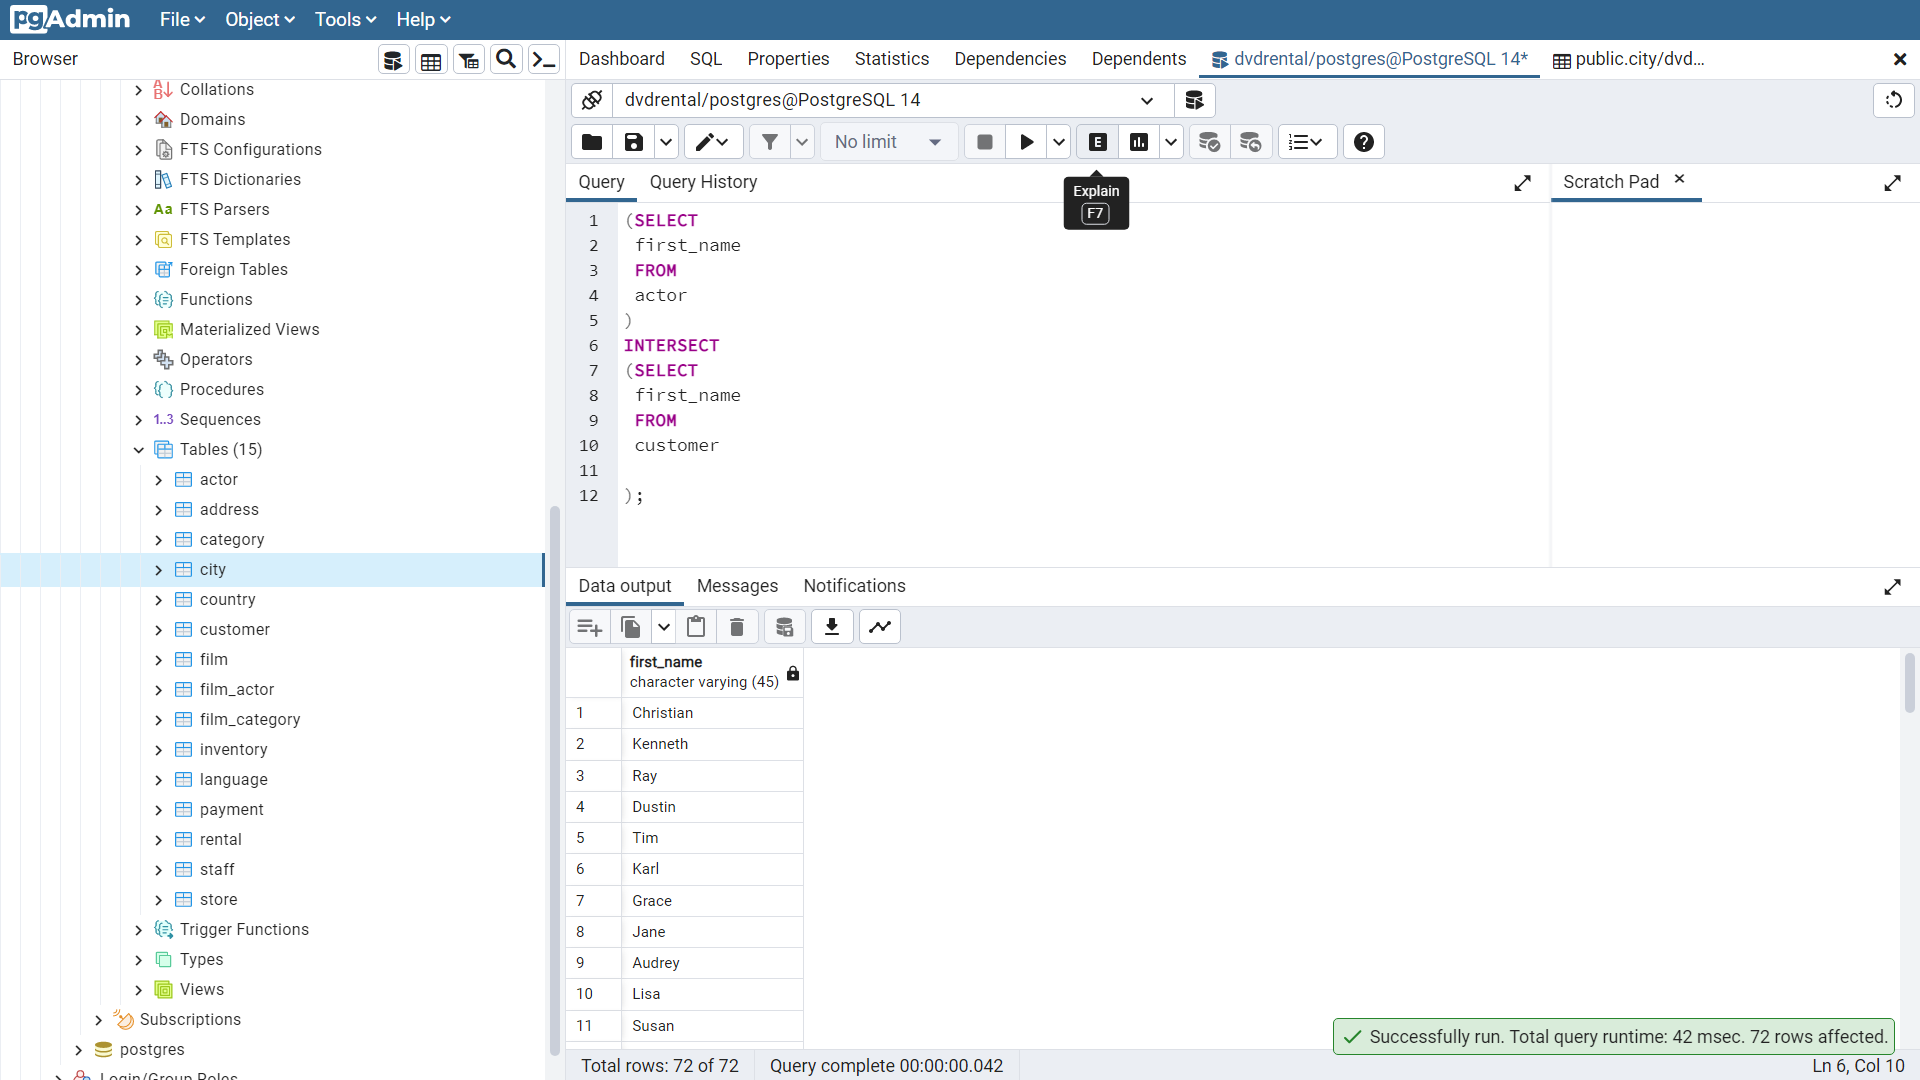 pgAdmin
File
Object
Tools
Help
Browser
Dashboard
SQL
Properties
Statistics
Dependencies
Dependents
dvdrental/postgres@PostgreSQL 14*
public.city/dvd...
dvdrental/postgres@PostgreSQL 14
No limit
E
Explain
F7
Query
Query History
Scratch Pad
Collations
Domains
FTS Configurations
FTS Dictionaries
Aa FTS Parsers
FTS Templates
Foreign Tables
Functions
Materialized Views
Operators
Procedures
1..3 Sequences
Tables (15)
actor
address
category
city
country
customer
film
film_actor
film_category
inventory
language
payment
rental
staff
store
Trigger Functions
Types
Views
Subscriptions
postgres
Login/Group Roles
1 (SELECT
2 first_name
3 FROM
4 actor
5 )
6 INTERSECT
7 (SELECT
8 first_name
9 FROM
10 customer
11
12 );
Data output
Messages
Notifications
first_name
character varying (45)
1 Christian
2 Kenneth
3 Ray
4 Dustin
5 Tim
6 Karl
7 Grace
8 Jane
9 Audrey
10 Lisa
11 Susan
Successfully run. Total query runtime: 42 msec. 72 rows affected.
Total rows: 72 of 72
Query complete 00:00:00.042
Ln 6, Col 10